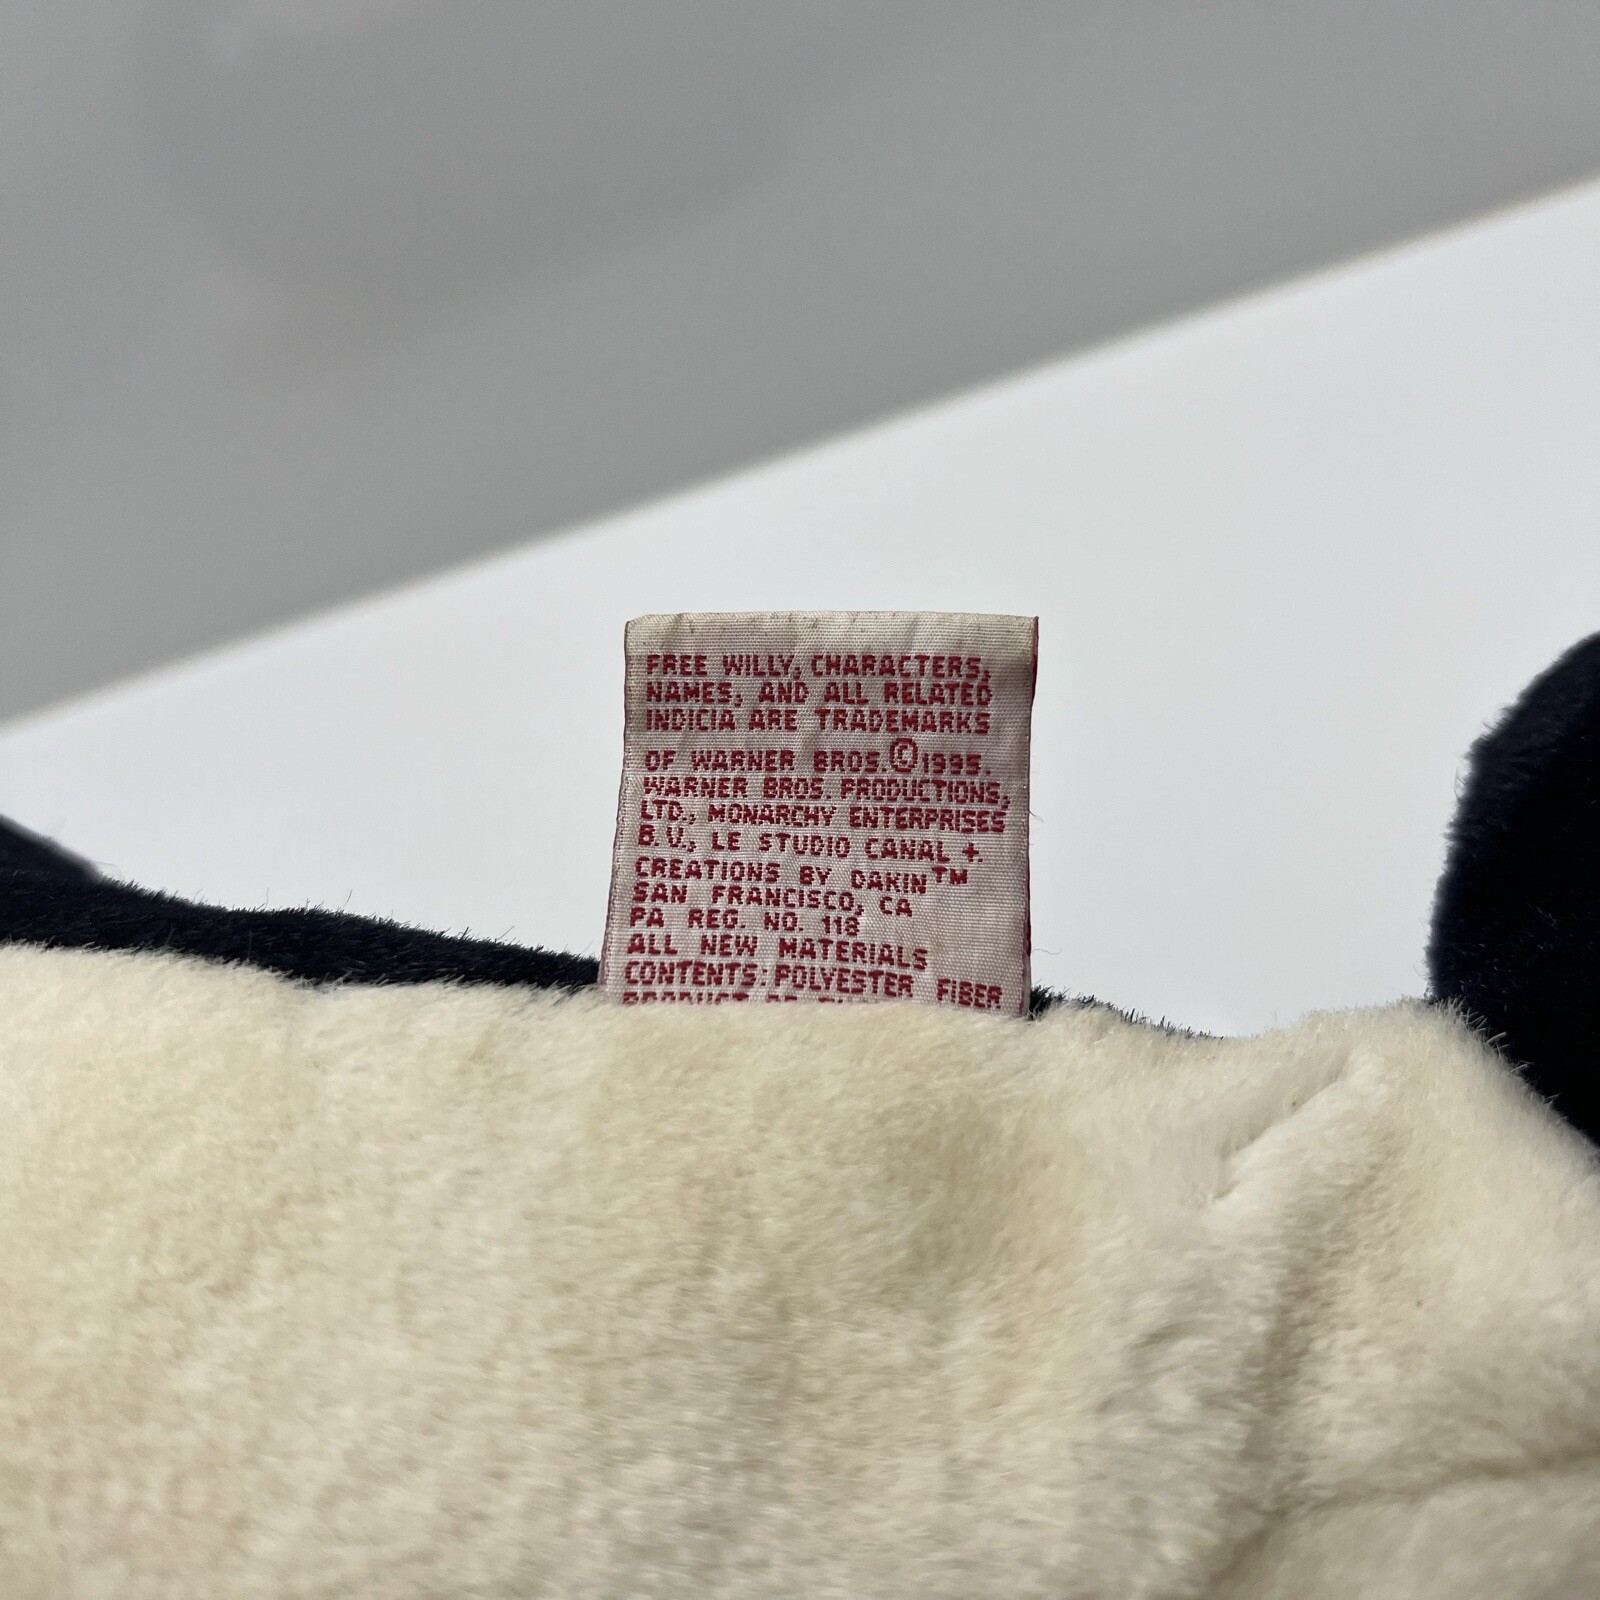 FREE WILLY, CHARACTERS,
NAMES, AND ALL RELATED
INDICIA ARE TRADEMARKS
OF WARNER BROS.©1995.
WARNER BROS. PRODUCTIONS,
LTD., MONARCHY ENTERPRISES
B.V., LE STUDIO CANAL +.
CREATIONS BY DAKIN™
SAN FRANCISCO, CA
PA REG. NO. 118
ALL NEW MATERIALS
CONTENTS: POLYESTER FIBER
PRODUCT OF